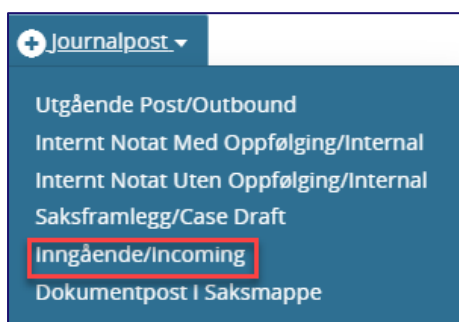 Journalpost
Utgående Post/Outbound
Internt Notat Med Oppfølging/Internal
Internt Notat Uten Oppfølging/Internal
Saksframlegg/Case Draft
Inngående/Incoming
Dokumentpost I Saksmappe